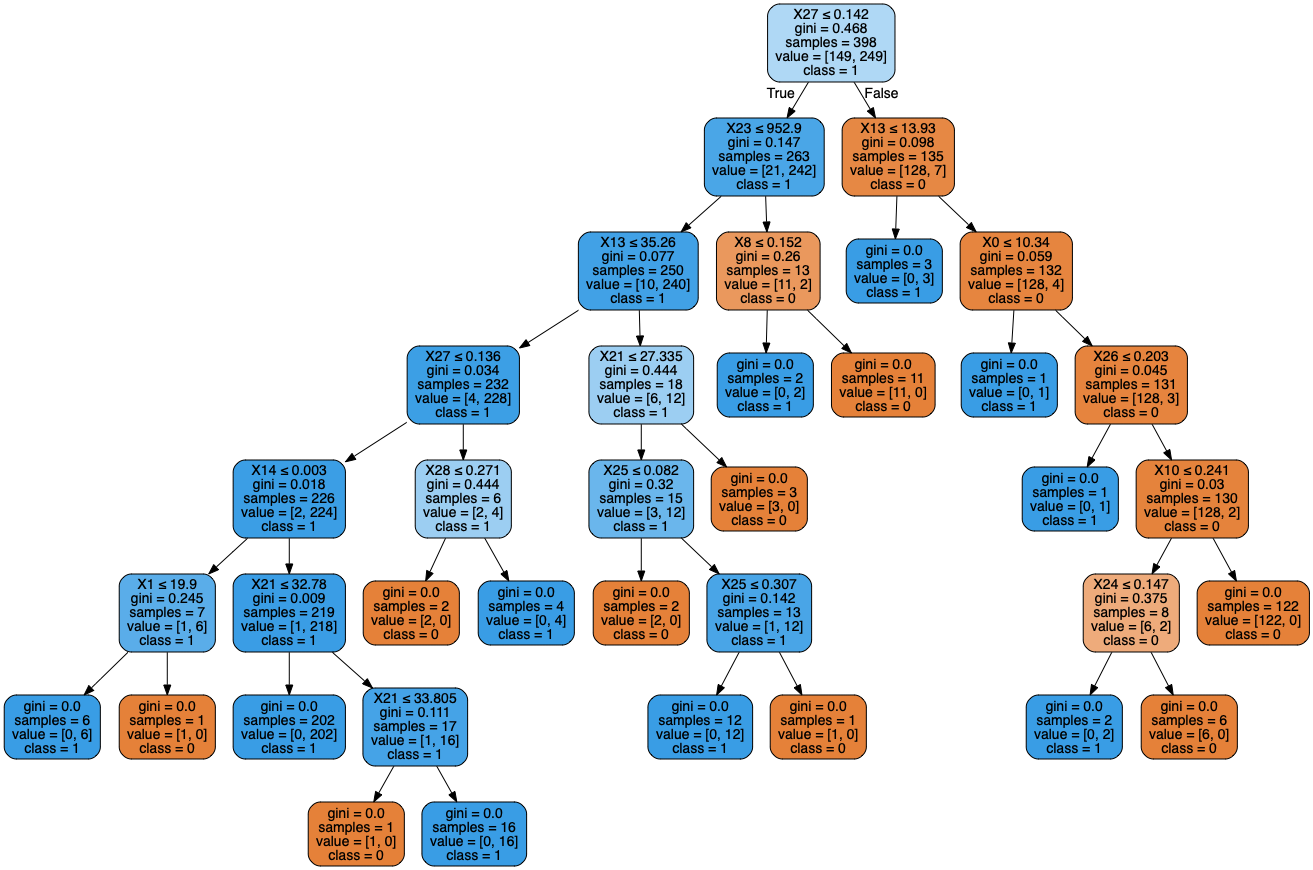 X27 ≤ 0.142
gini = 0.468
samples = 398
value = [149, 249]
class = 1
True
False
X23 ≤ 952.9
gini = 0.147
samples = 263
value = [21, 242]
class = 1
X13 ≤ 13.93
gini = 0.098
samples = 135
value = [128, 7]
class = 0
X13 ≤ 35.26
gini = 0.077
samples = 250
value = [10, 240]
class = 1
X8 ≤ 0.152
gini = 0.26
samples = 13
value = [11, 2]
class = 0
gini = 0.0
samples = 3
value = [0, 3]
class = 1
X0 ≤ 10.34
gini = 0.059
samples = 132
value = [128, 4]
class = 0
X27 ≤ 0.136
gini = 0.034
samples = 232
value = [4, 228]
class = 1
X21 ≤ 27.335
gini = 0.444
samples = 18
value = [6, 12]
class = 1
gini = 0.0
samples = 2
value = [0, 2]
class = 1
gini = 0.0
samples = 11
value = [11, 0]
class = 0
gini = 0.0
samples = 1
value = [0, 1]
class = 1
X26 ≤ 0.203
gini = 0.045
samples = 131
value = [128, 3]
class = 0
X14 ≤ 0.003
gini = 0.018
samples = 226
value = [2, 224]
class = 1
X28 ≤ 0.271
gini = 0.444
samples = 6
value = [2, 4]
class = 1
X25 ≤ 0.082
gini = 0.32
samples = 15
value = [3, 12]
class = 1
gini = 0.0
samples = 3
value = [3, 0]
class = 0
gini = 0.0
samples = 1
value = [0, 1]
class = 1
X10 ≤ 0.241
gini = 0.03
samples = 130
value = [128, 2]
class = 0
X1 ≤ 19.9
gini = 0.245
samples = 7
value = [1, 6]
class = 1
X21 ≤ 32.78
gini = 0.009
samples = 219
value = [1, 218]
class = 1
gini = 0.0
samples = 2
value = [2, 0]
class = 0
gini = 0.0
samples = 4
value = [0, 4]
class = 1
gini = 0.0
samples = 2
value = [2, 0]
class = 0
X25 ≤ 0.307
gini = 0.142
samples = 13
value = [1, 12]
class = 1
X24 ≤ 0.147
gini = 0.375
samples = 8
value = [6, 2]
class = 0
gini = 0.0
samples = 122
value = [122, 0]
class = 0
gini = 0.0
samples = 6
value = [0, 6]
class = 1
gini = 0.0
samples = 1
value = [1, 0]
class = 0
gini = 0.0
samples = 202
value = [0, 202]
class = 1
X21 ≤ 33.805
gini = 0.111
samples = 17
value = [1, 16]
class = 1
gini = 0.0
samples = 12
value = [0, 12]
class = 1
gini = 0.0
samples = 1
value = [1, 0]
class = 0
gini = 0.0
samples = 2
value = [0, 2]
class = 1
gini = 0.0
samples = 6
value = [6, 0]
class = 0
gini = 0.0
samples = 1
value = [1, 0]
class = 0
gini = 0.0
samples = 16
value = [0, 16]
class = 1